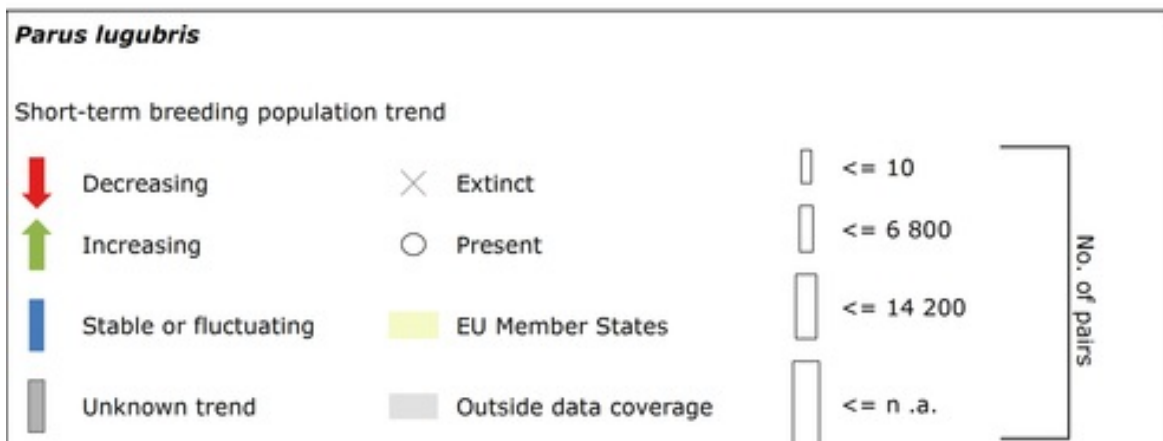 Parus lugubris
Short-term breeding population trend
Decreasing
Increasing
Stable or fluctuating
Unknown trend
Extinct
Present
EU Member States
Outside data coverage
<= 10
<= 6 800
<= 14 200
<= n .a.
No. of pairs